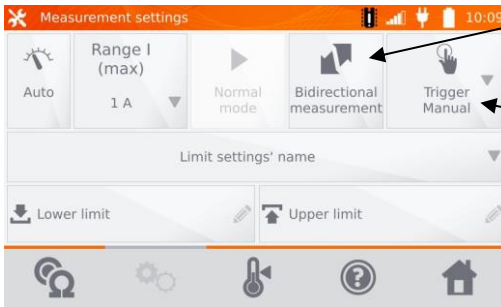 Measurement settings 10:09
Auto
Range I
(max)
1 A
Normal
mode
Bidirectional
measurement
Trigger
Manual
Limit settings' name
Lower limit
Upper limit